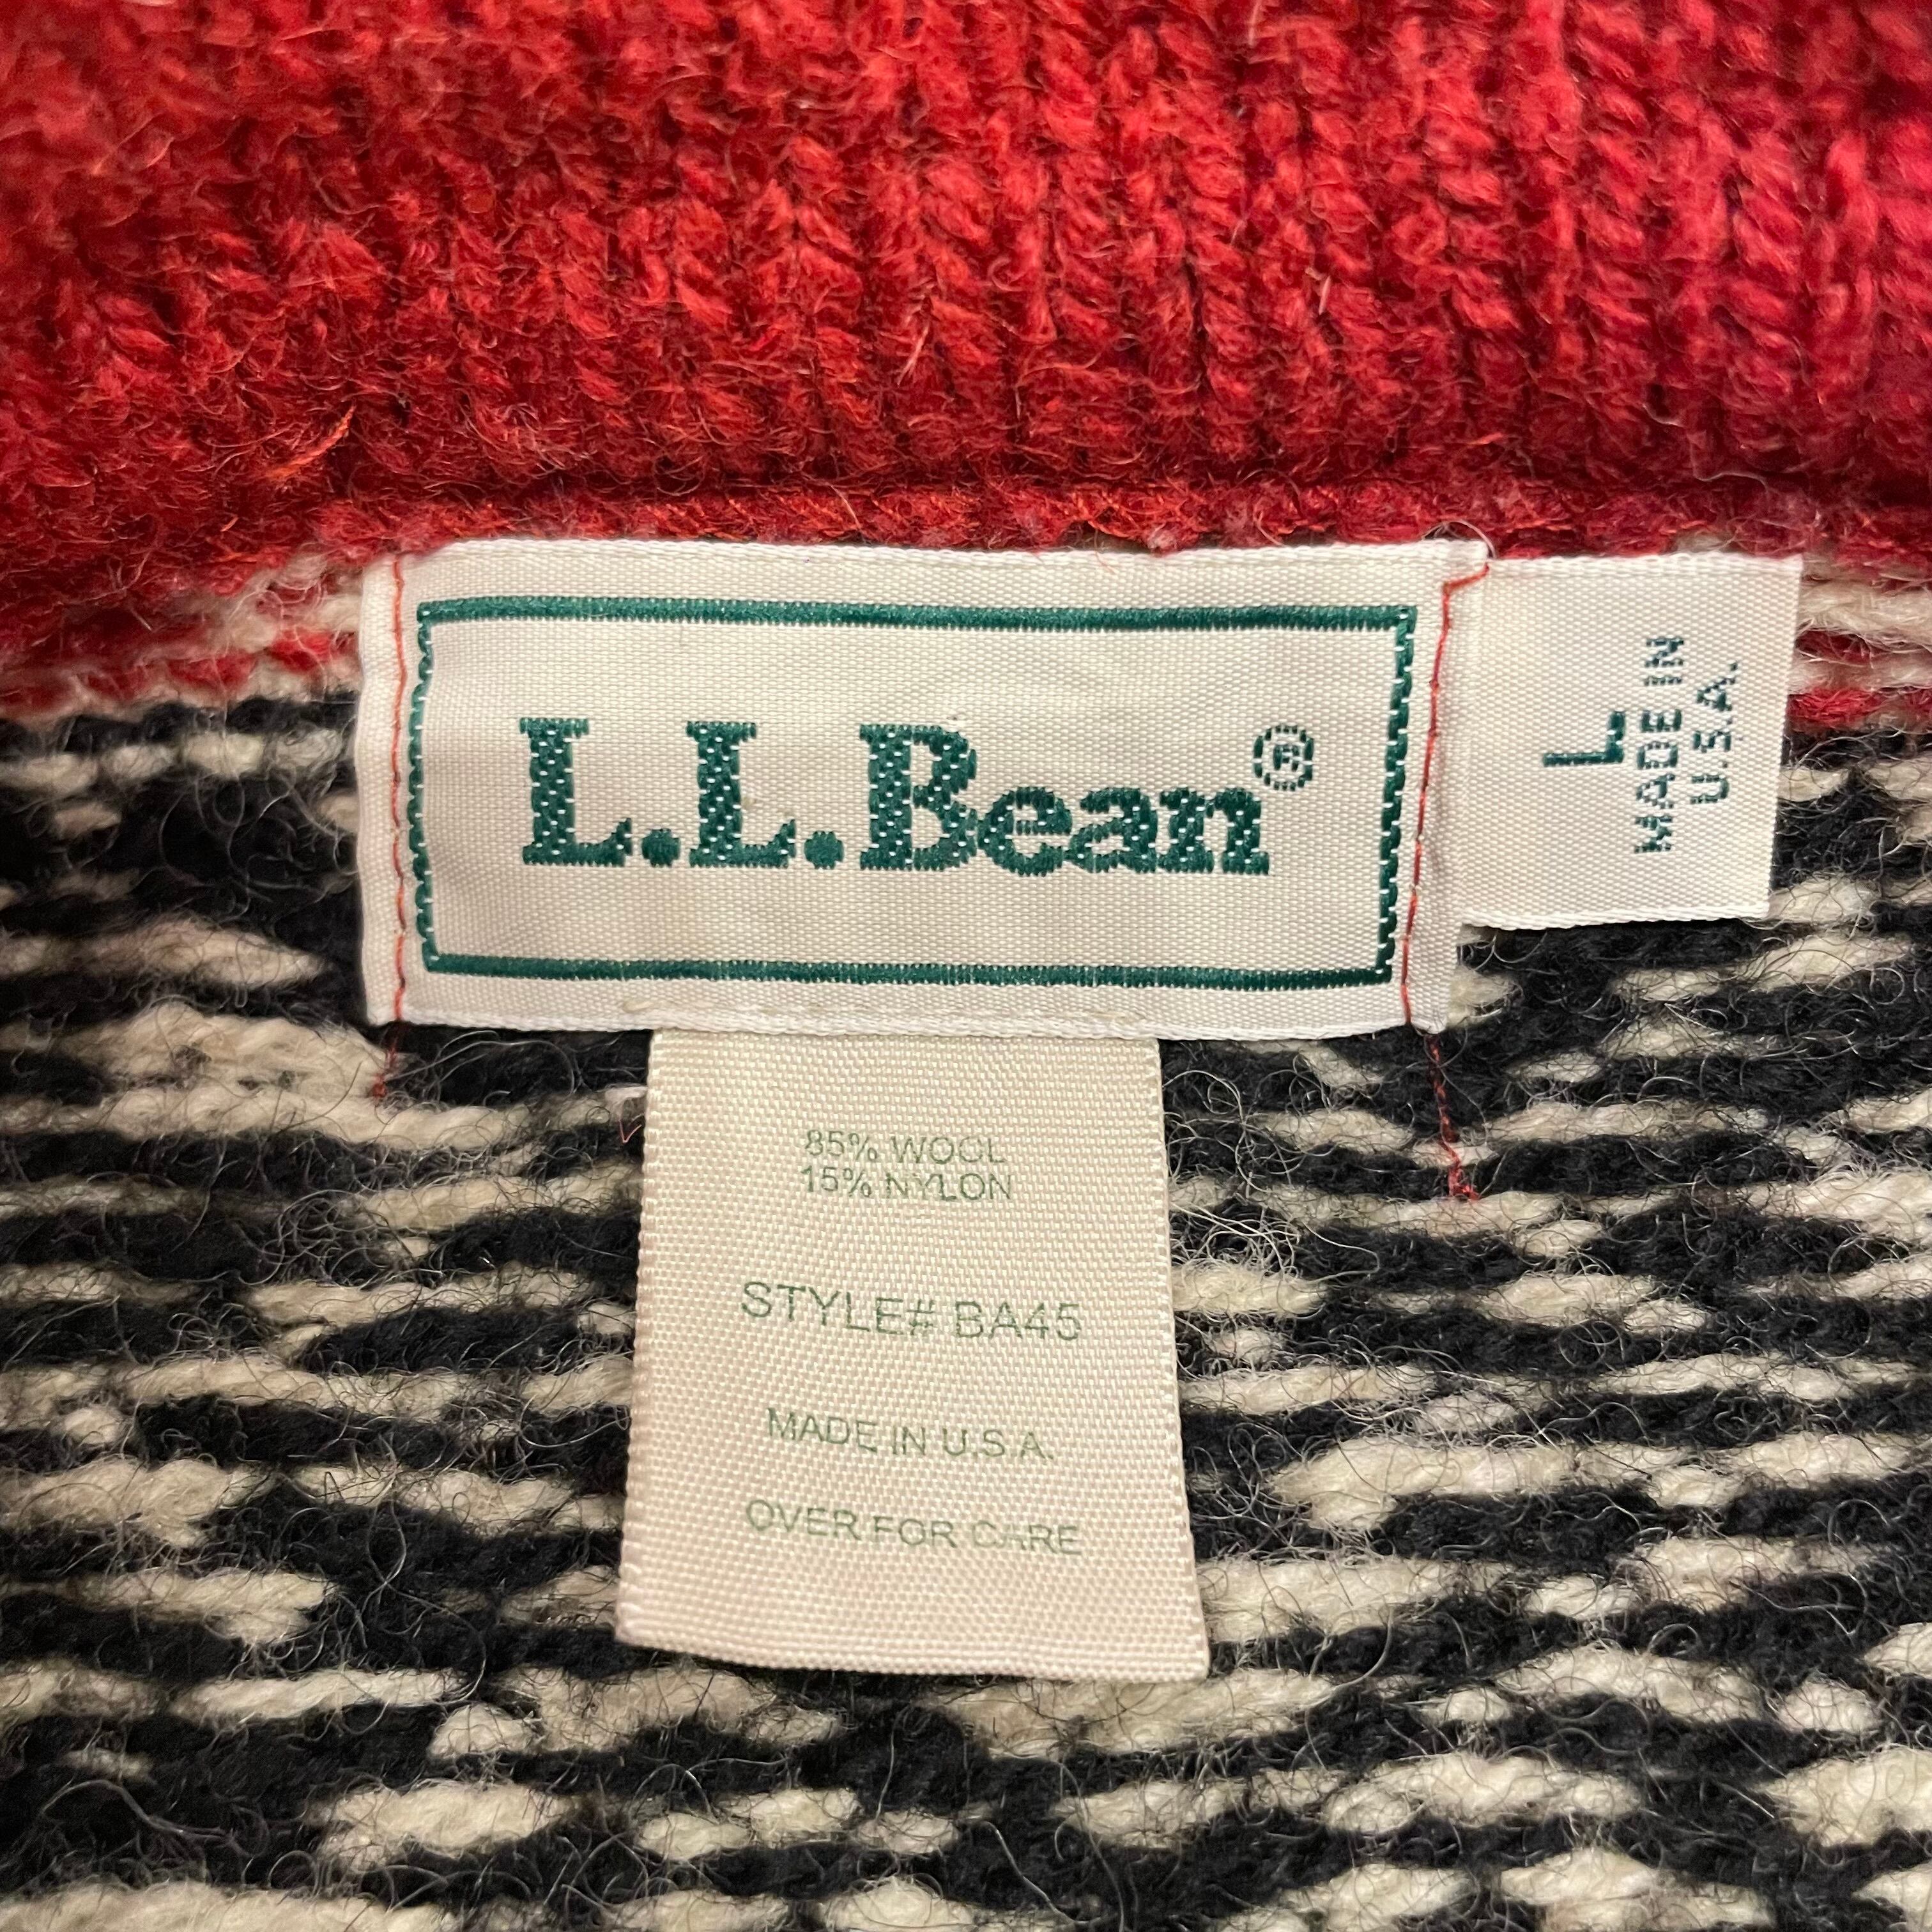 L.L.Bean®
L
MADE IN
U.S.A.
85% WOOL
15% NYLON
STYLE# BA45
MADE IN U.S.A.
OVER FOR CARE